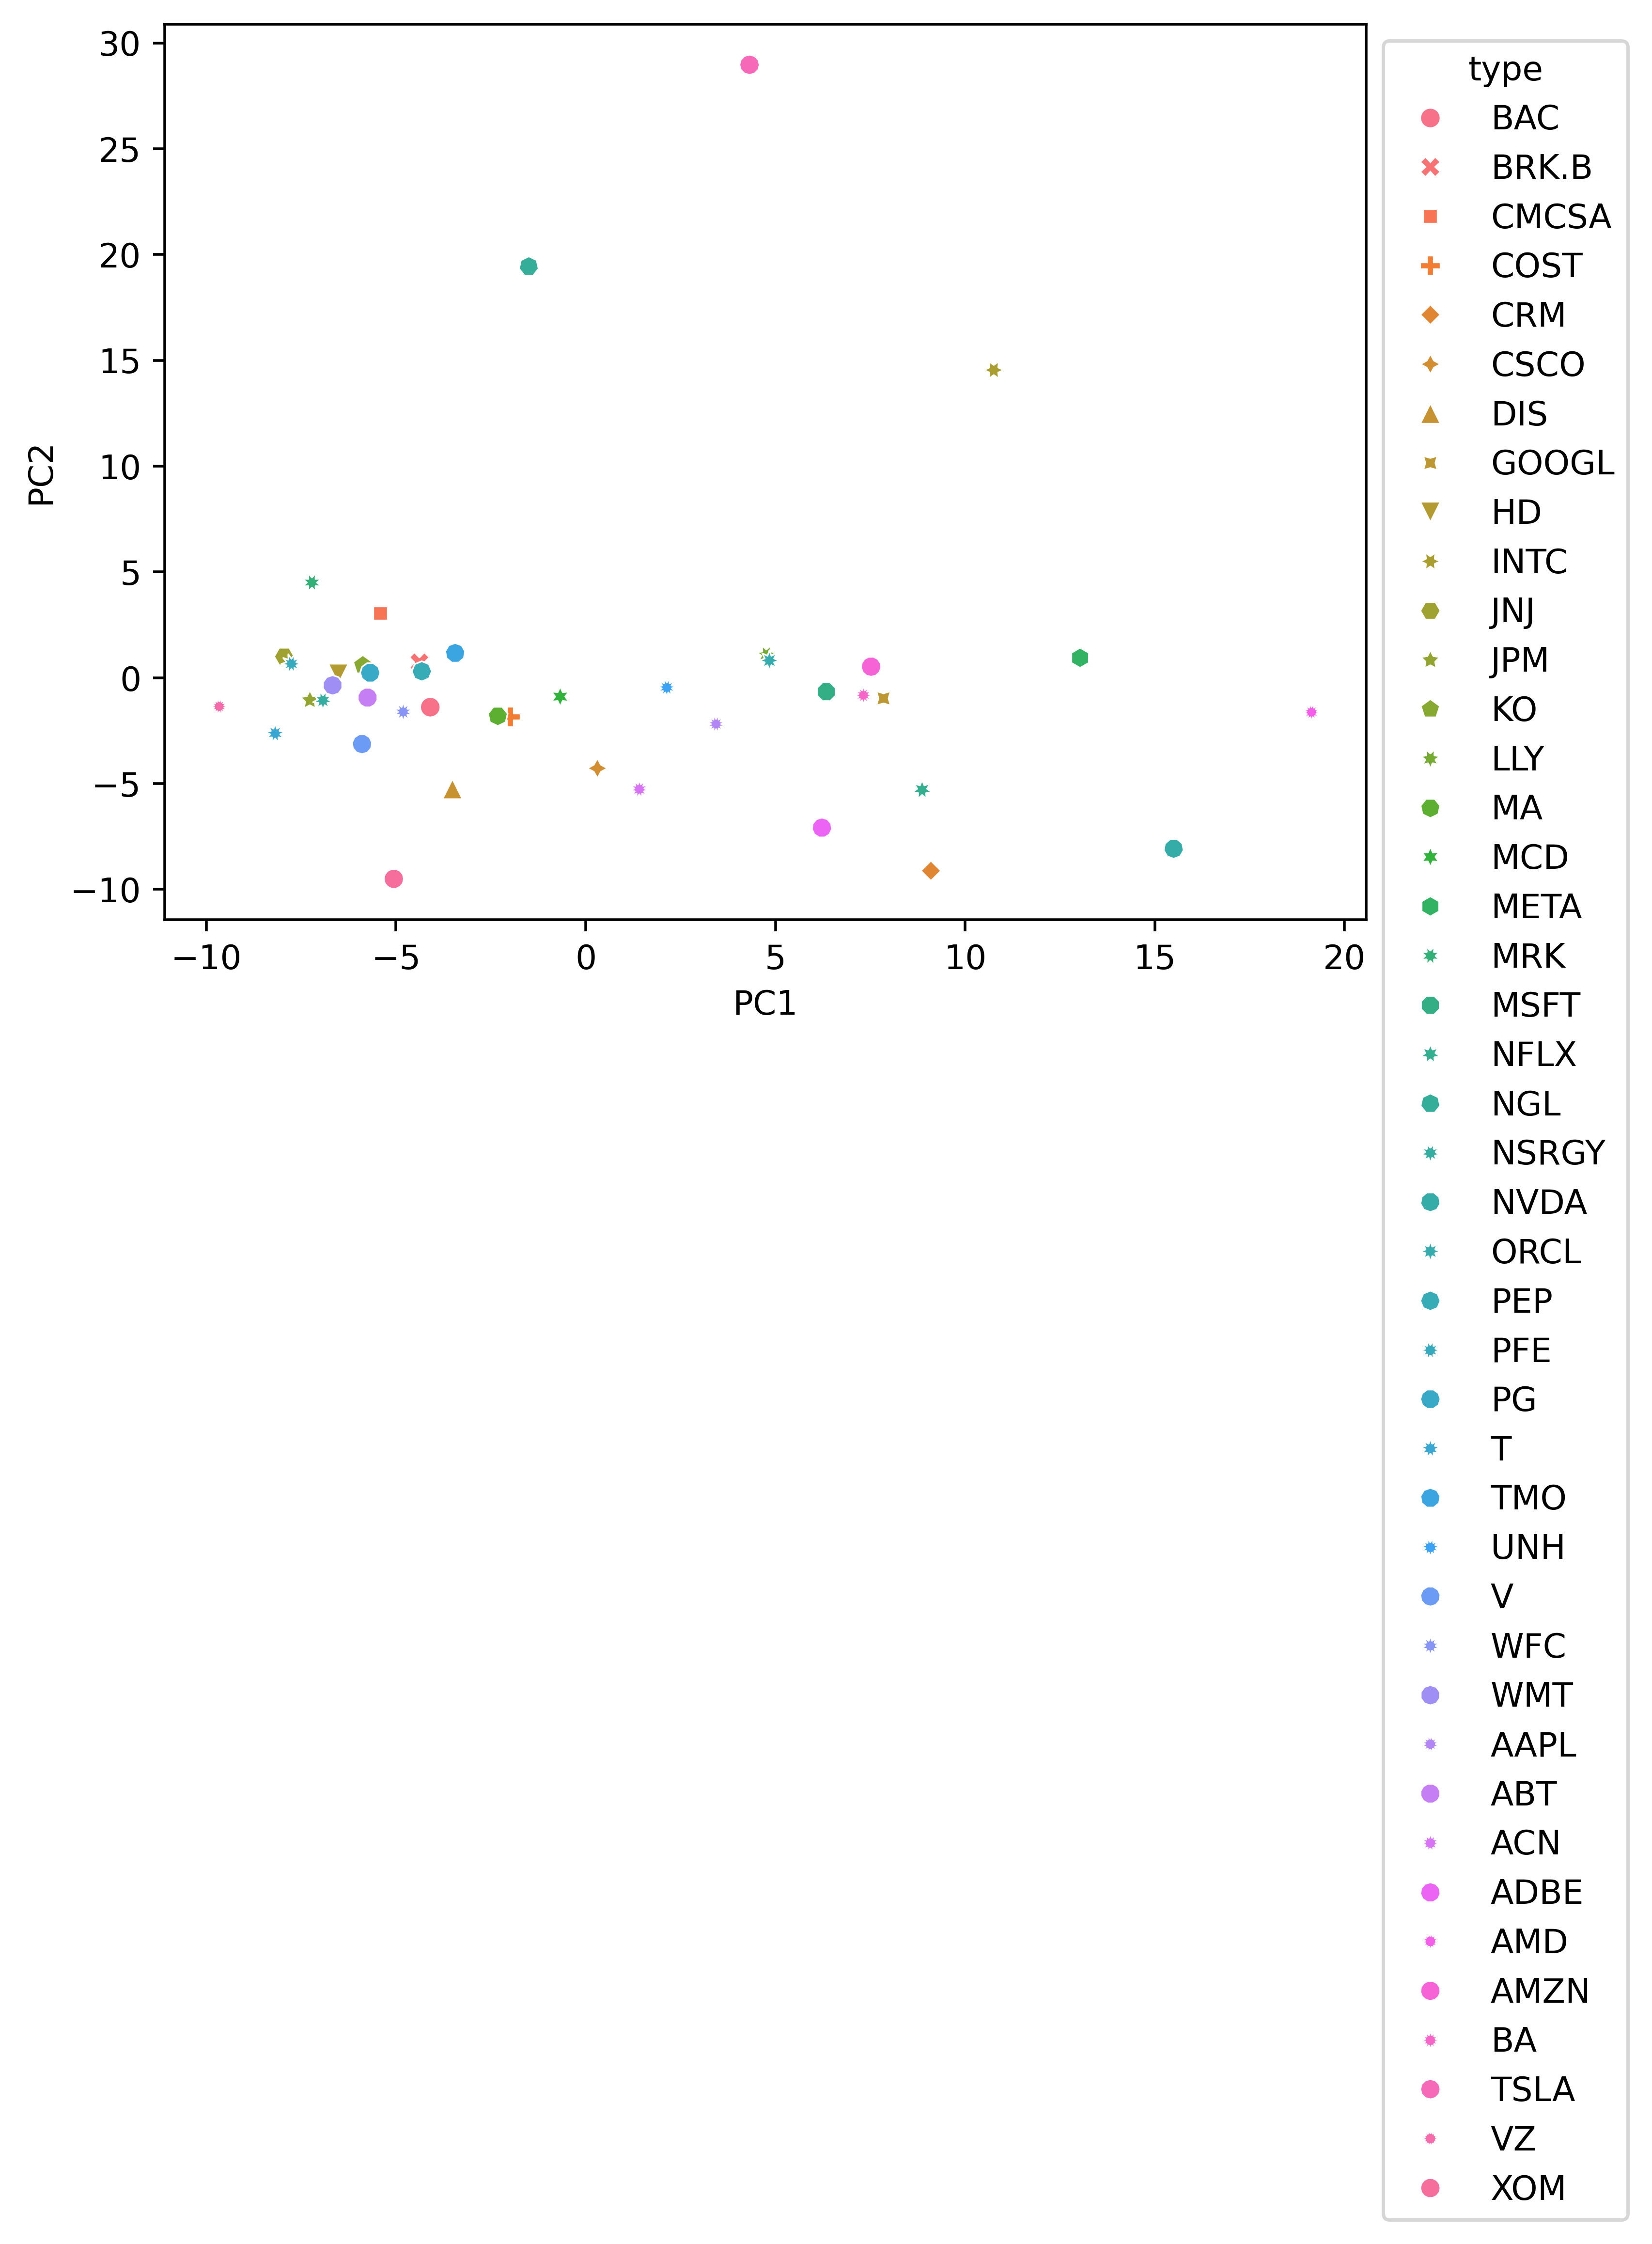 30
25
20
15
10
5
0
−5
−10
PC2
−10 −5 0 5 10 15 20
PC1
type
BAC
BRK.B
CMCSA
COST
CRM
CSCO
DIS
GOOGL
HD
INTC
JNJ
JPM
KO
LLY
MA
MCD
META
MRK
MSFT
NFLX
NGL
NSRGY
NVDA
ORCL
PEP
PFE
PG
T
TMO
UNH
V
WFC
WMT
AAPL
ABT
ACN
ADBE
AMD
AMZN
BA
TSLA
VZ
XOM